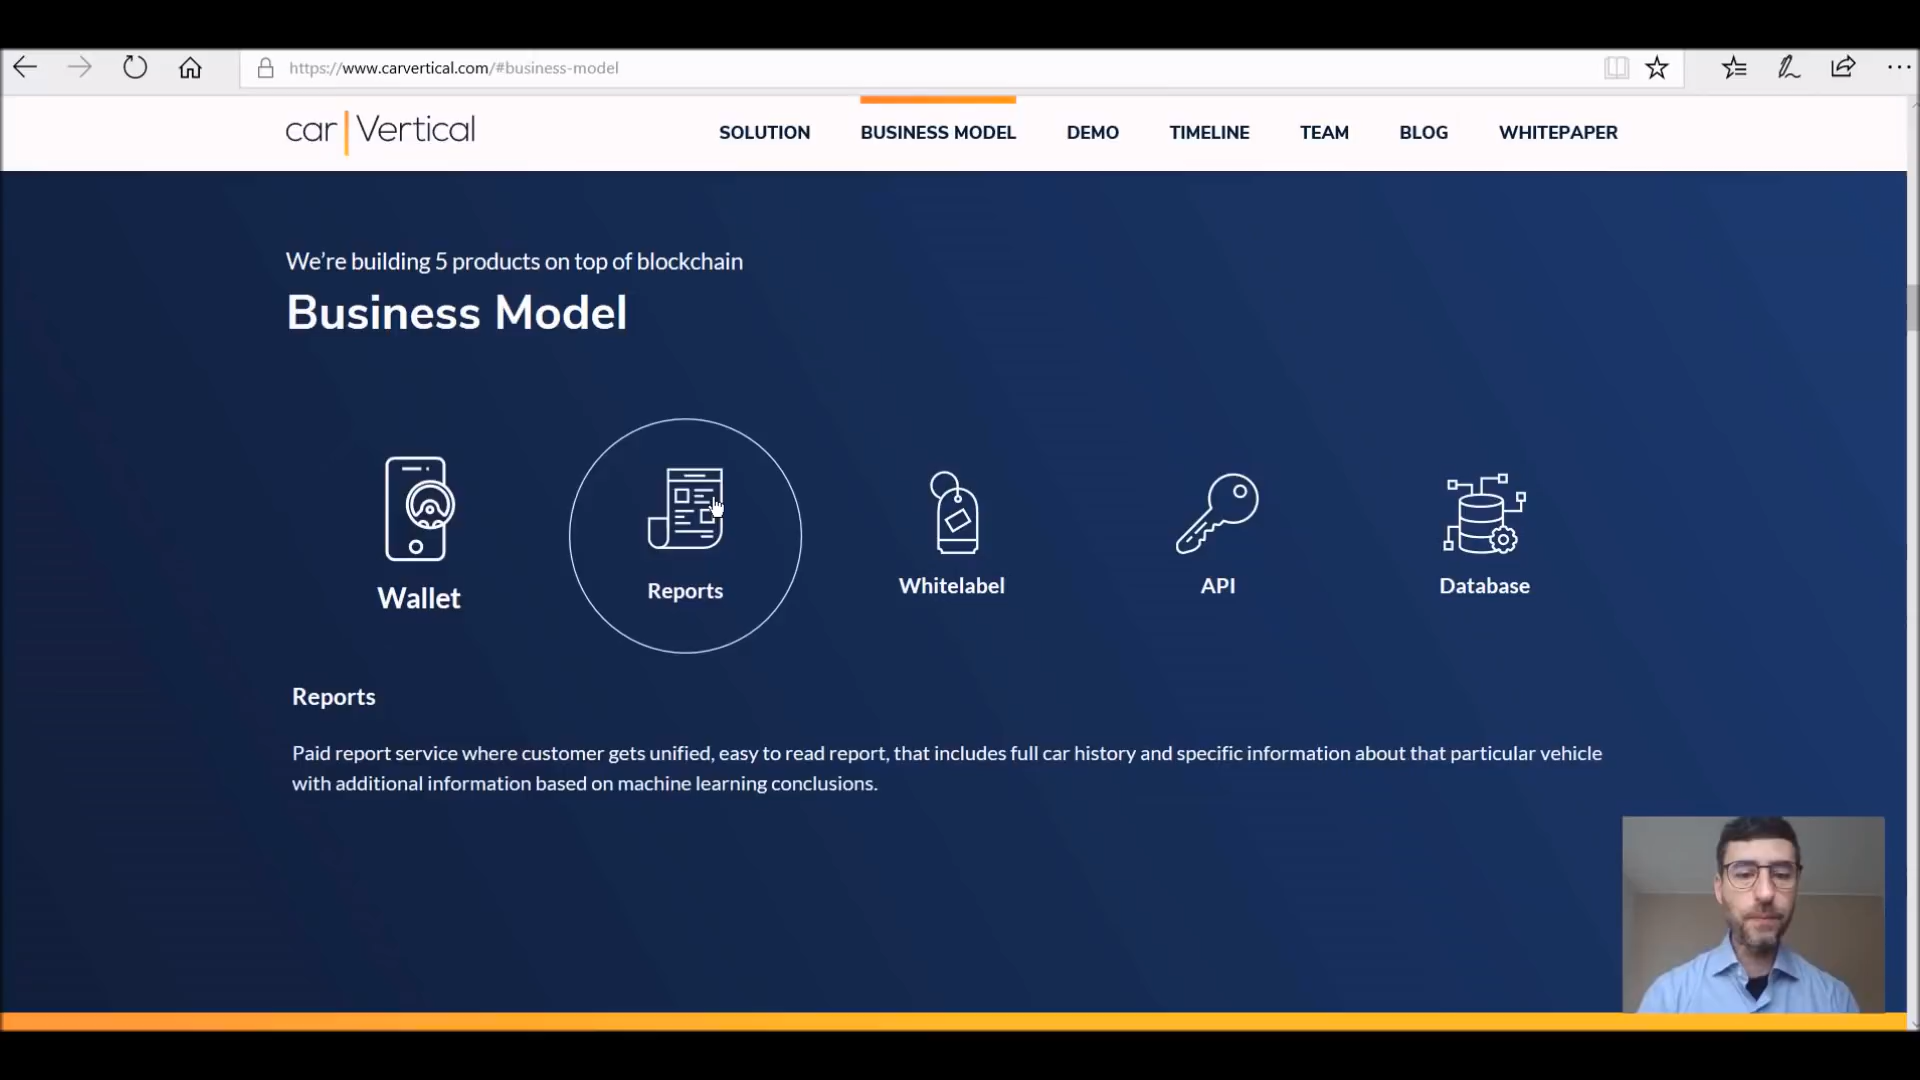 https://www.carvertical.com/#business-model
car Vertical
SOLUTION BUSINESS MODEL DEMO TIMELINE TEAM BLOG WHITEPAPER
We're building 5 products on top of blockchain
Business Model
Wallet Reports Whitelabel API Database
Reports
Paid report service where customer gets unified, easy to read report, that includes full car history and specific information about that particular vehicle
with additional information based on machine learning conclusions.